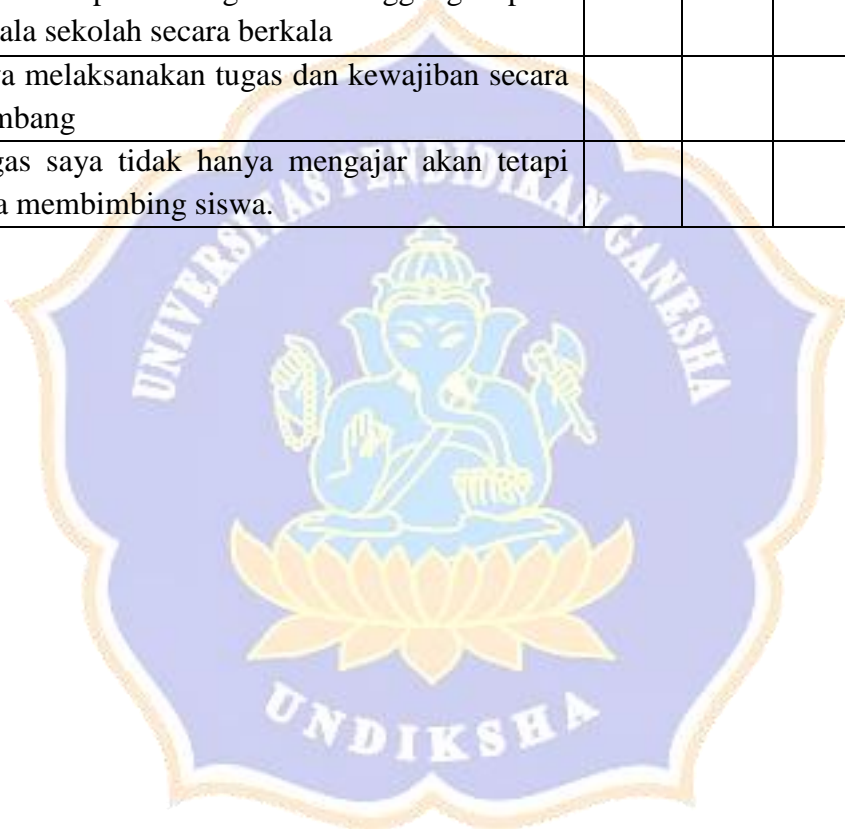 ala sekolah secara berkala
a melaksanakan tugas dan kewajiban secara
mbang
gas saya tidak hanya mengajar akan tetapi
a membimbing siswa.
UNIVERSITAS PENDIDIKAN GANESHA
UNDIKSHA